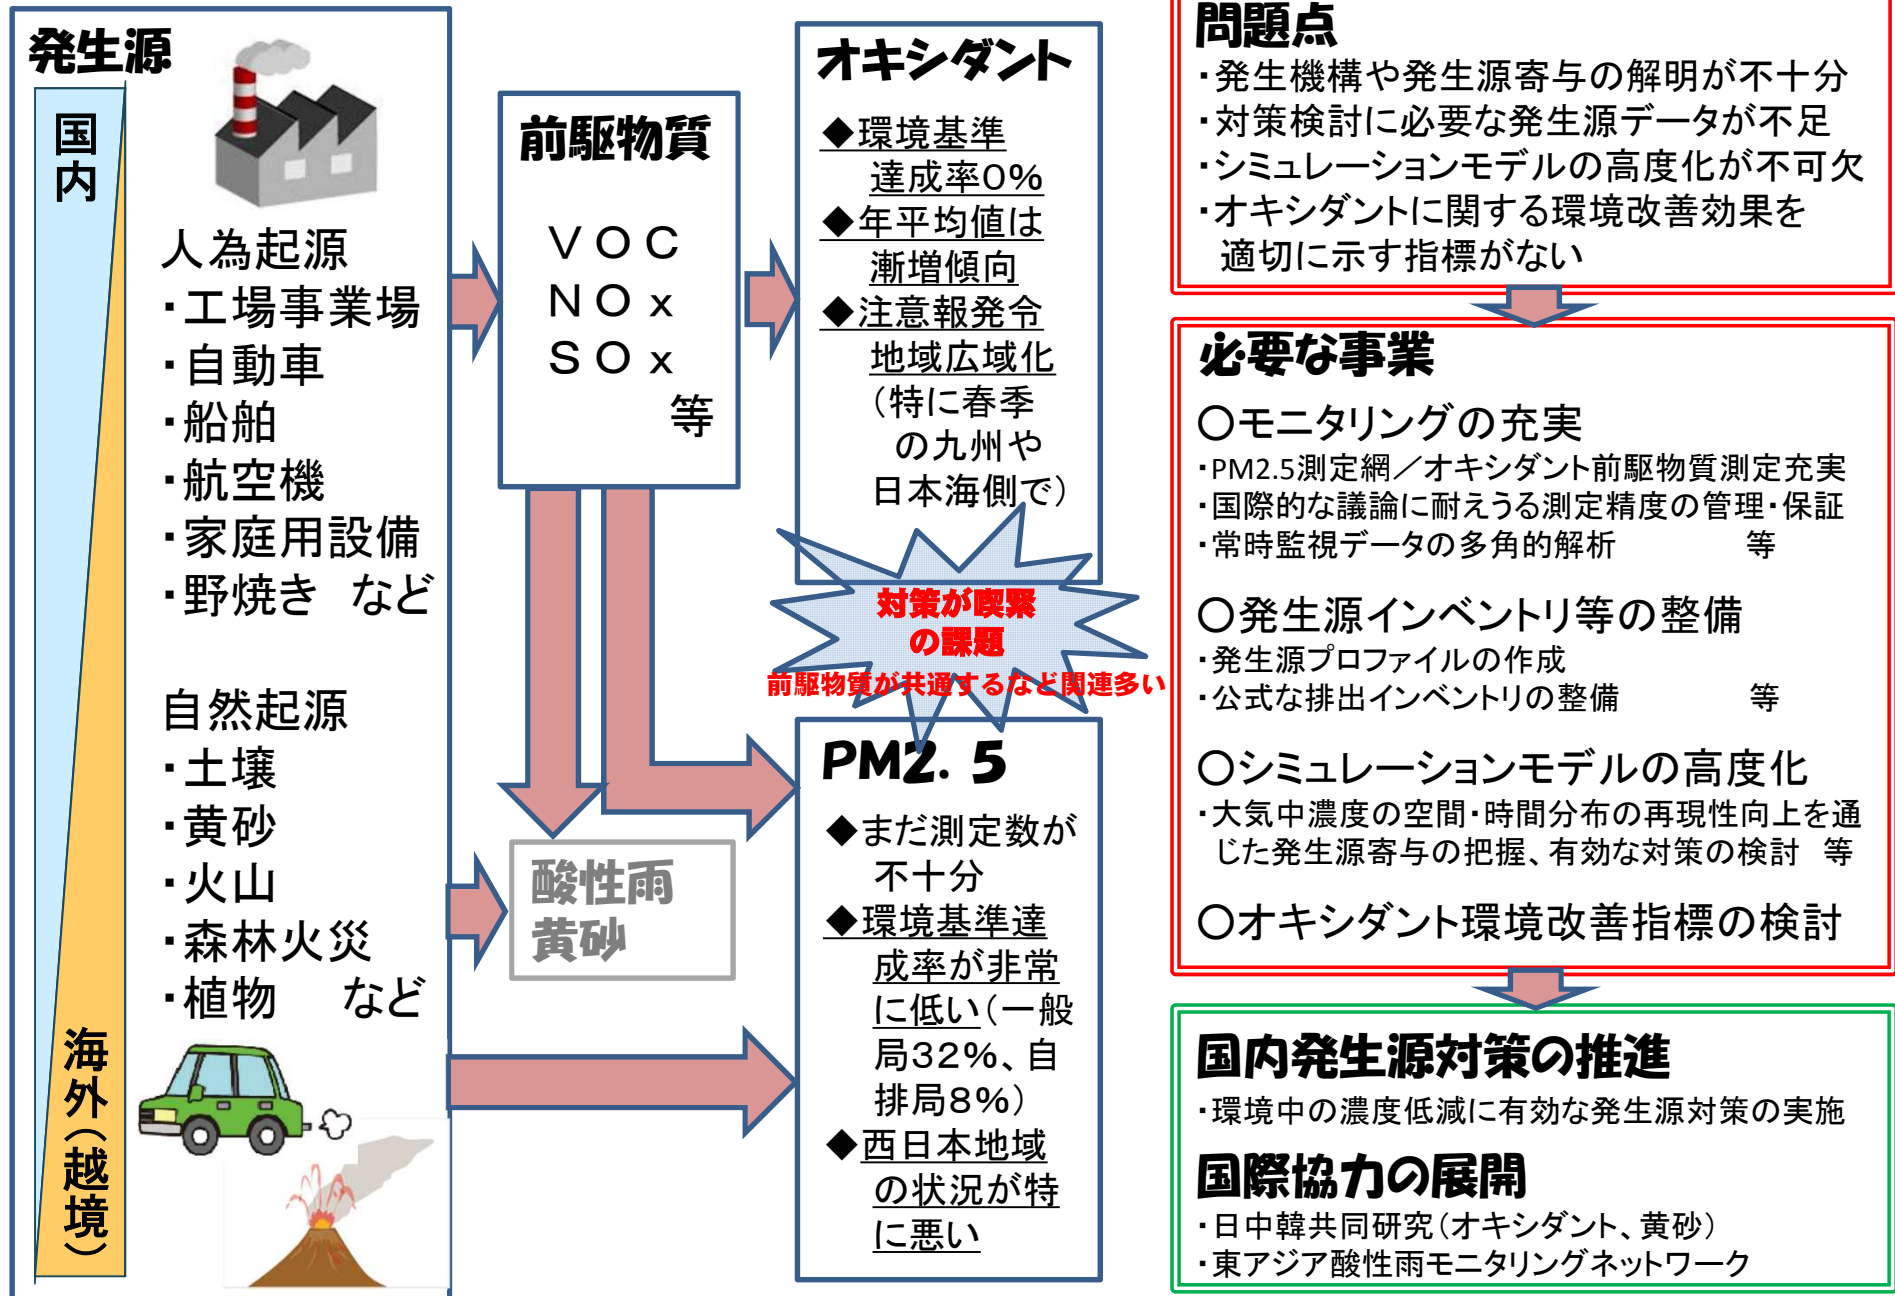 発生源
国内
海外(越境)
人為起源
・工場事業場
・自動車
・船舶
・航空機
・家庭用設備
・野焼き など
自然起源
・土壌
・黄砂
・火山
・森林火災
・植物 など
前駆物質
VOC
NOx
SOx
等
酸性雨
黄砂
オキシダント
◆環境基準
達成率0%
◆年平均値は
漸増傾向
◆注意報発令
地域広域化
(特に春季
の九州や
日本海側で)
対策が喫緊
の課題
前駆物質が共通するなど関連多い
PM2.5
◆まだ測定数が
不十分
◆環境基準達
成率が非常
に低い(一般
局32%、自
排局8%)
◆西日本地域
の状況が特
に悪い
問題点
・発生機構や発生源寄与の解明が不十分
・対策検討に必要な発生源データが不足
・シミュレーションモデルの高度化が不可欠
・オキシダントに関する環境改善効果を
適切に示す指標がない
必要な事業
○モニタリングの充実
・PM2.5測定網/オキシダント前駆物質測定充実
・国際的な議論に耐えうる測定精度の管理・保証
・常時監視データの多角的解析 等
○発生源インベントリ等の整備
・発生源プロファイルの作成
・公式な排出インベントリの整備 等
○シミュレーションモデルの高度化
・大気中濃度の空間・時間分布の再現性向上を通
じた発生源寄与の把握、有効な対策の検討 等
○オキシダント環境改善指標の検討
国内発生源対策の推進
・環境中の濃度低減に有効な発生源対策の実施
国際協力の展開
・日中韓共同研究(オキシダント、黄砂)
・東アジア酸性雨モニタリングネットワーク